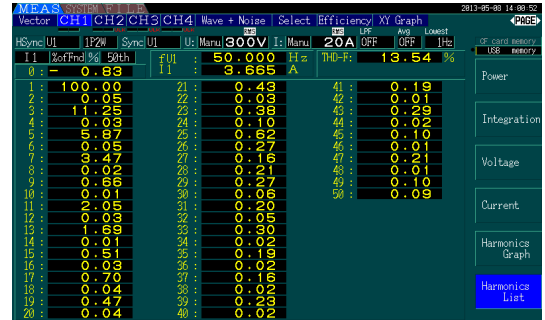 MEAS SYSTEM FILE 2013-05-08 14:00:52
Vector CH1 CH2 CH3 CH4 Wave + Noise Select Efficiency XY Graph PAGE
RMS RMS LPF Avg Lowest
HSync U1 1P2W Sync U1 U: Manu 300V I: Manu 20A OFF OFF 1Hz
CF card memory
USB memory
I1 %ofFnd % 50th fU1 : 50.000 Hz THD-F: 13.54 %
0 : - 0.83 I1 : 3.665 A
1 : 100.00 21 : 0.43 41 : 0.19
2 : 0.05 22 : 0.03 42 : 0.01
3 : 11.25 23 : 0.39 43 : 0.29
4 : 0.03 24 : 0.10 44 : 0.02
5 : 5.87 25 : 0.62 45 : 0.10
6 : 0.05 26 : 0.27 46 : 0.01
7 : 3.47 27 : 0.16 47 : 0.21
8 : 0.02 28 : 0.21 48 : 0.01
9 : 0.66 29 : 0.27 49 : 0.10
10 : 0.01 30 : 0.06 50 : 0.09
11 : 2.05 31 : 0.20
12 : 0.03 32 : 0.05
13 : 1.69 33 : 0.30
14 : 0.01 34 : 0.02
15 : 0.51 35 : 0.19
16 : 0.03 36 : 0.02
17 : 0.70 37 : 0.16
18 : 0.04 38 : 0.02
19 : 0.47 39 : 0.23
20 : 0.04 40 : 0.02
Power
Integration
Voltage
Current
Harmonics
Graph
Harmonics
List